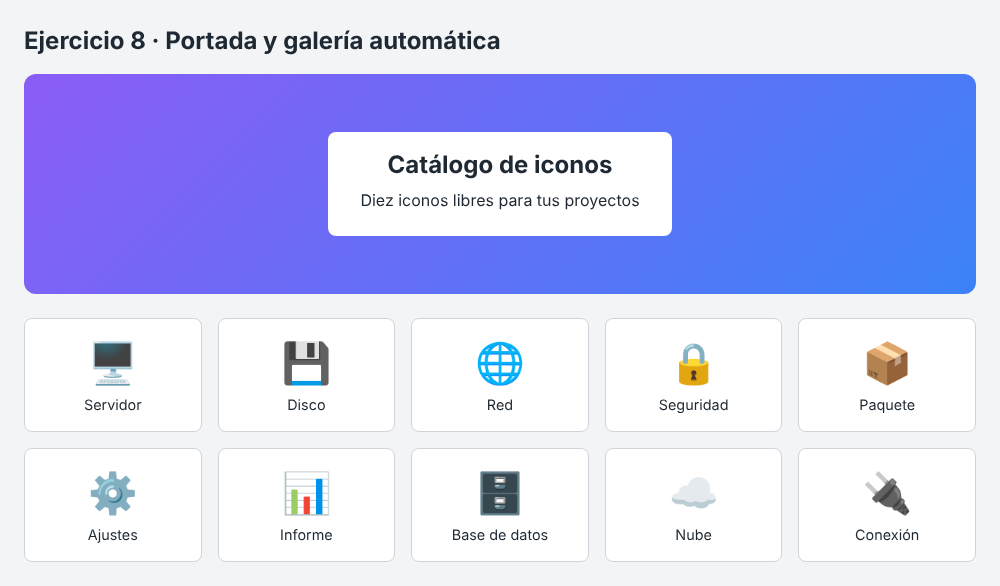 Ejercicio 8 · Portada y galería automática
Catálogo de iconos
Diez iconos libres para tus proyectos
Servidor
Disco
Red
Seguridad
Paquete
Ajustes
Informe
Base de datos
Nube
Conexión